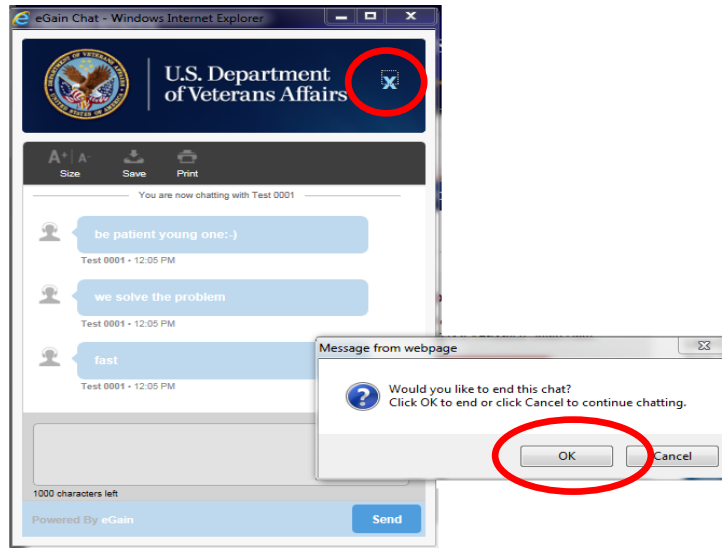 eGain Chat - Windows Internet Explorer
U.S. Department
of Veterans Affairs
x
A+ A-
Size Save Print
You are now chatting with Test 0001
be patient young one:-)
Test 0001 • 12:05 PM
we solve the problem
Test 0001 • 12:05 PM
fast
Test 0001 • 12:05 PM
Message from webpage
Would you like to end this chat?
Click OK to end or click Cancel to continue chatting.
OK Cancel
1000 characters left
Powered By eGain Send